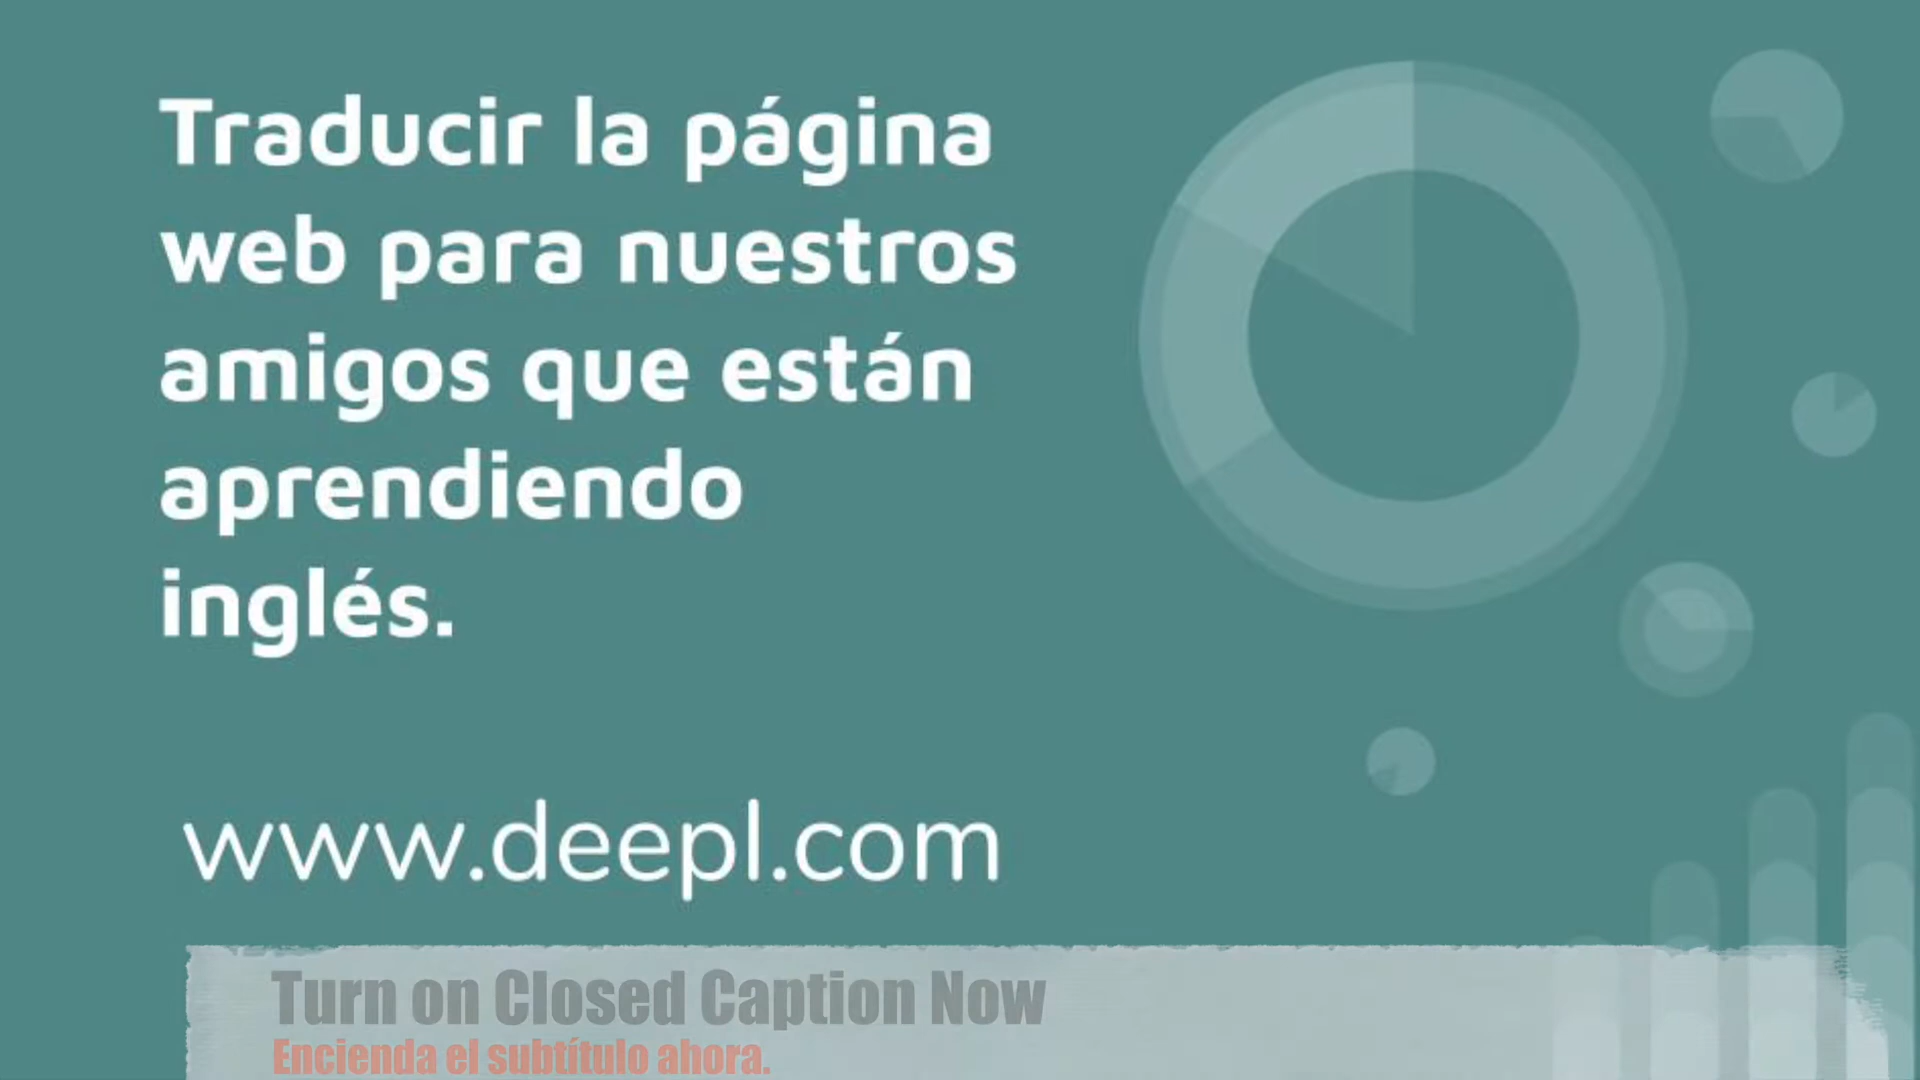 Traducir la página
web para nuestros
amigos que están
aprendiendo
inglés.
www.deepl.com
Turn on Closed Caption Now
Encienda el subtítulo ahora.